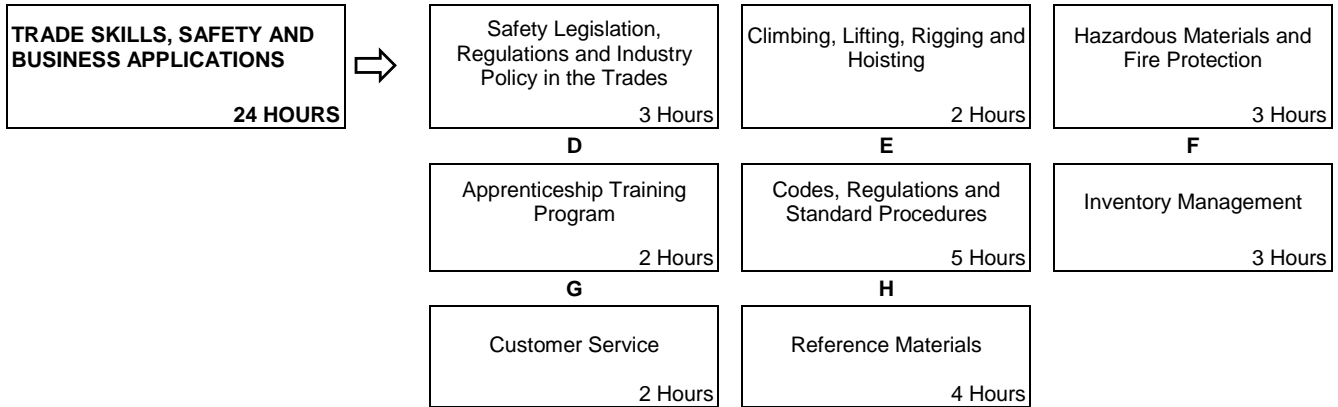 TRADE SKILLS, SAFETY AND
BUSINESS APPLICATIONS
24 HOURS
Safety Legislation,
Regulations and Industry
Policy in the Trades
3 Hours
Climbing, Lifting, Rigging and
Hoisting
2 Hours
Hazardous Materials and
Fire Protection
3 Hours
D
E
F
Apprenticeship Training
Program
2 Hours
Codes, Regulations and
Standard Procedures
5 Hours
Inventory Management
3 Hours
G
H
Customer Service
2 Hours
Reference Materials
4 Hours